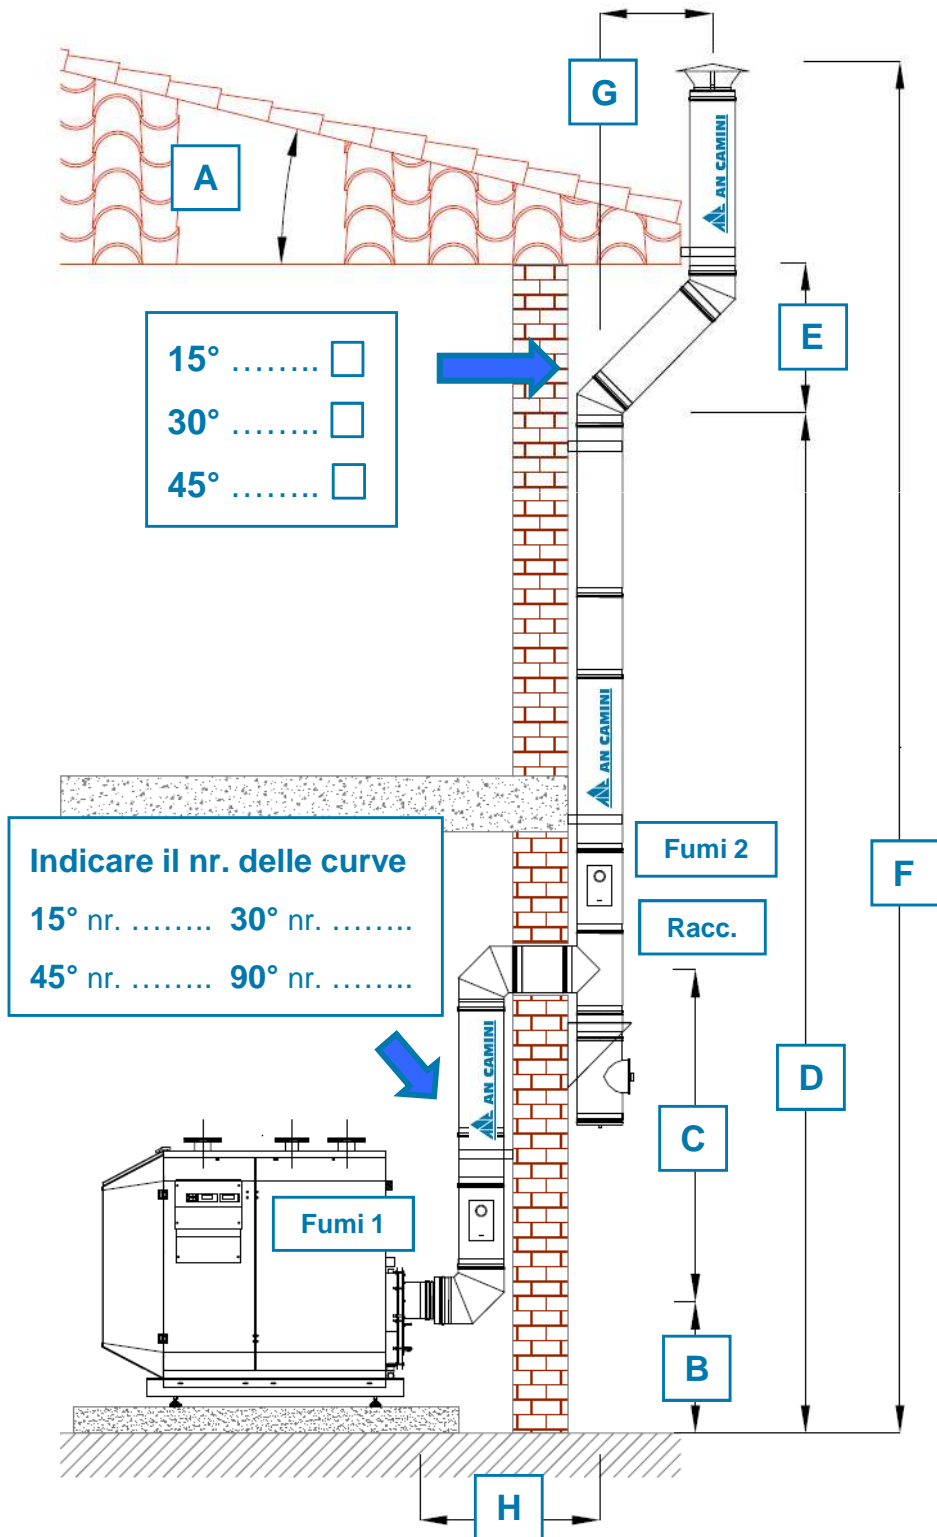 G
A
AN CAMINI
E
15° ........
30° ........
45° ........
AN CAMINI
Fumi 2
F
Indicare il nr. delle curve
15° nr. ........ 30° nr. ........
45° nr. ........ 90° nr. ........
Racc.
AN CAMINI
D
C
Fumi 1
B
H